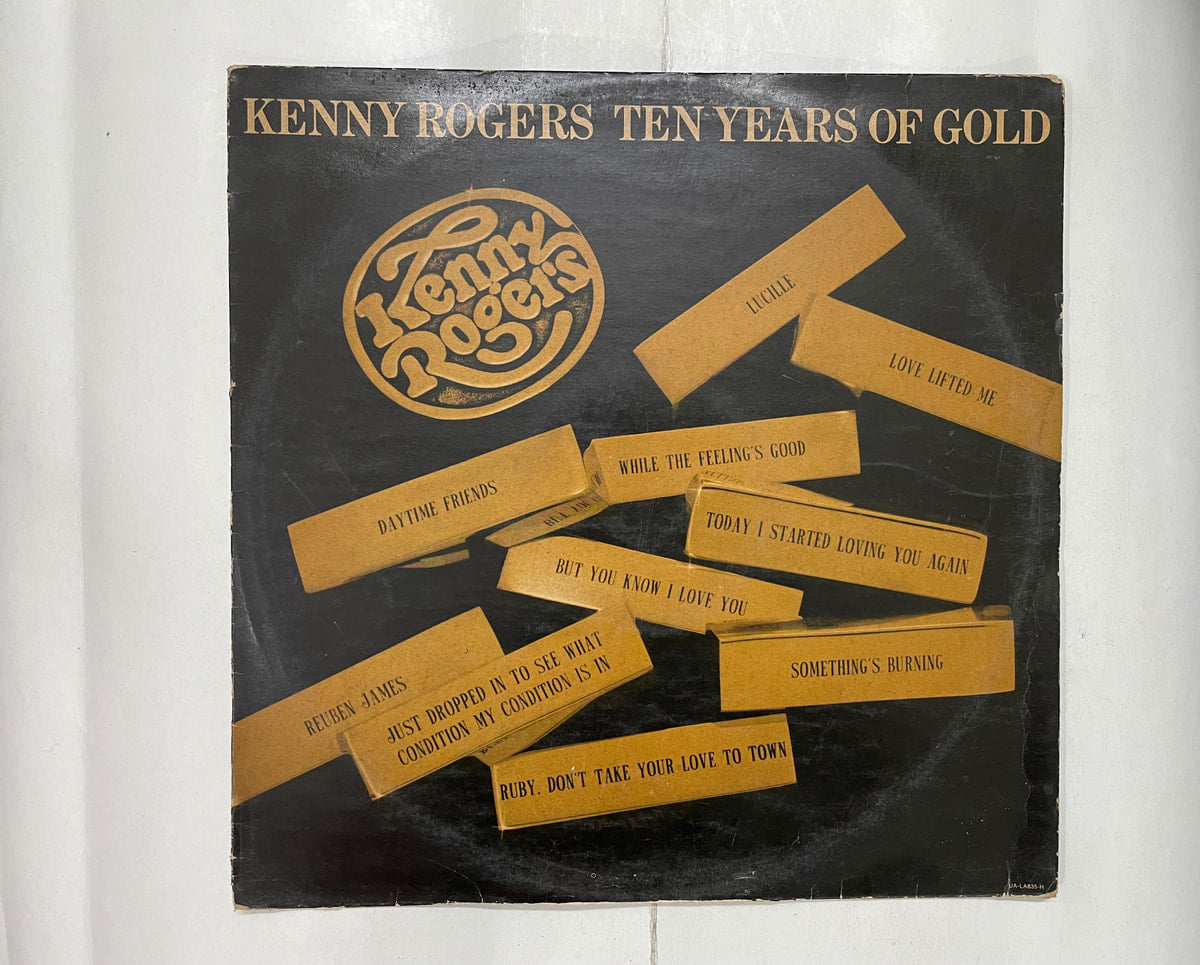 KENNY ROGERS TEN YEARS OF GOLD
Kenny
Rogers
LUCILLE
LOVE LIFTED ME
WHILE THE FEELING'S GOOD
DAYTIME FRIENDS
TODAY I STARTED LOVING YOU AGAIN
BUT YOU KNOW I LOVE YOU
SOMETHING'S BURNING
REUBEN JAMES
JUST DROPPED IN TO SEE WHAT
CONDITION MY CONDITION IS IN
RUBY, DON'T TAKE YOUR LOVE TO TOWN
UA-LA835-H